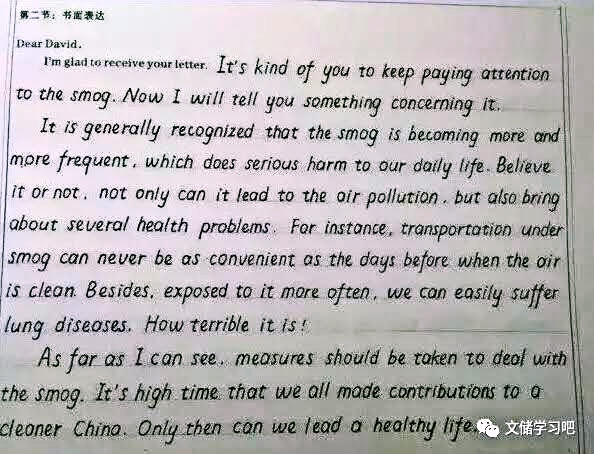 第二节：书面表达
Dear David,
I'm glad to receive your letter. It's kind of you to keep paying attention
to the smog. Now I will tell you something concerning it.
It is generally recognized that the smog is becoming more and
more frequent, which does serious harm to our daily life. Believe
it or not, not only can it lead to the air pollution, but also bring
about several health problems. For instance, transportation under
smog can never be as convenient as the days before when the air
is clean. Besides, exposed to it more often, we can easily suffer
lung diseases. How terrible it is!
As far as I can see, measures should be taken to deal with
the smog. It's high time that we all made contributions to a
cleaner China. Only then can we lead a healthy life.
文储学习吧